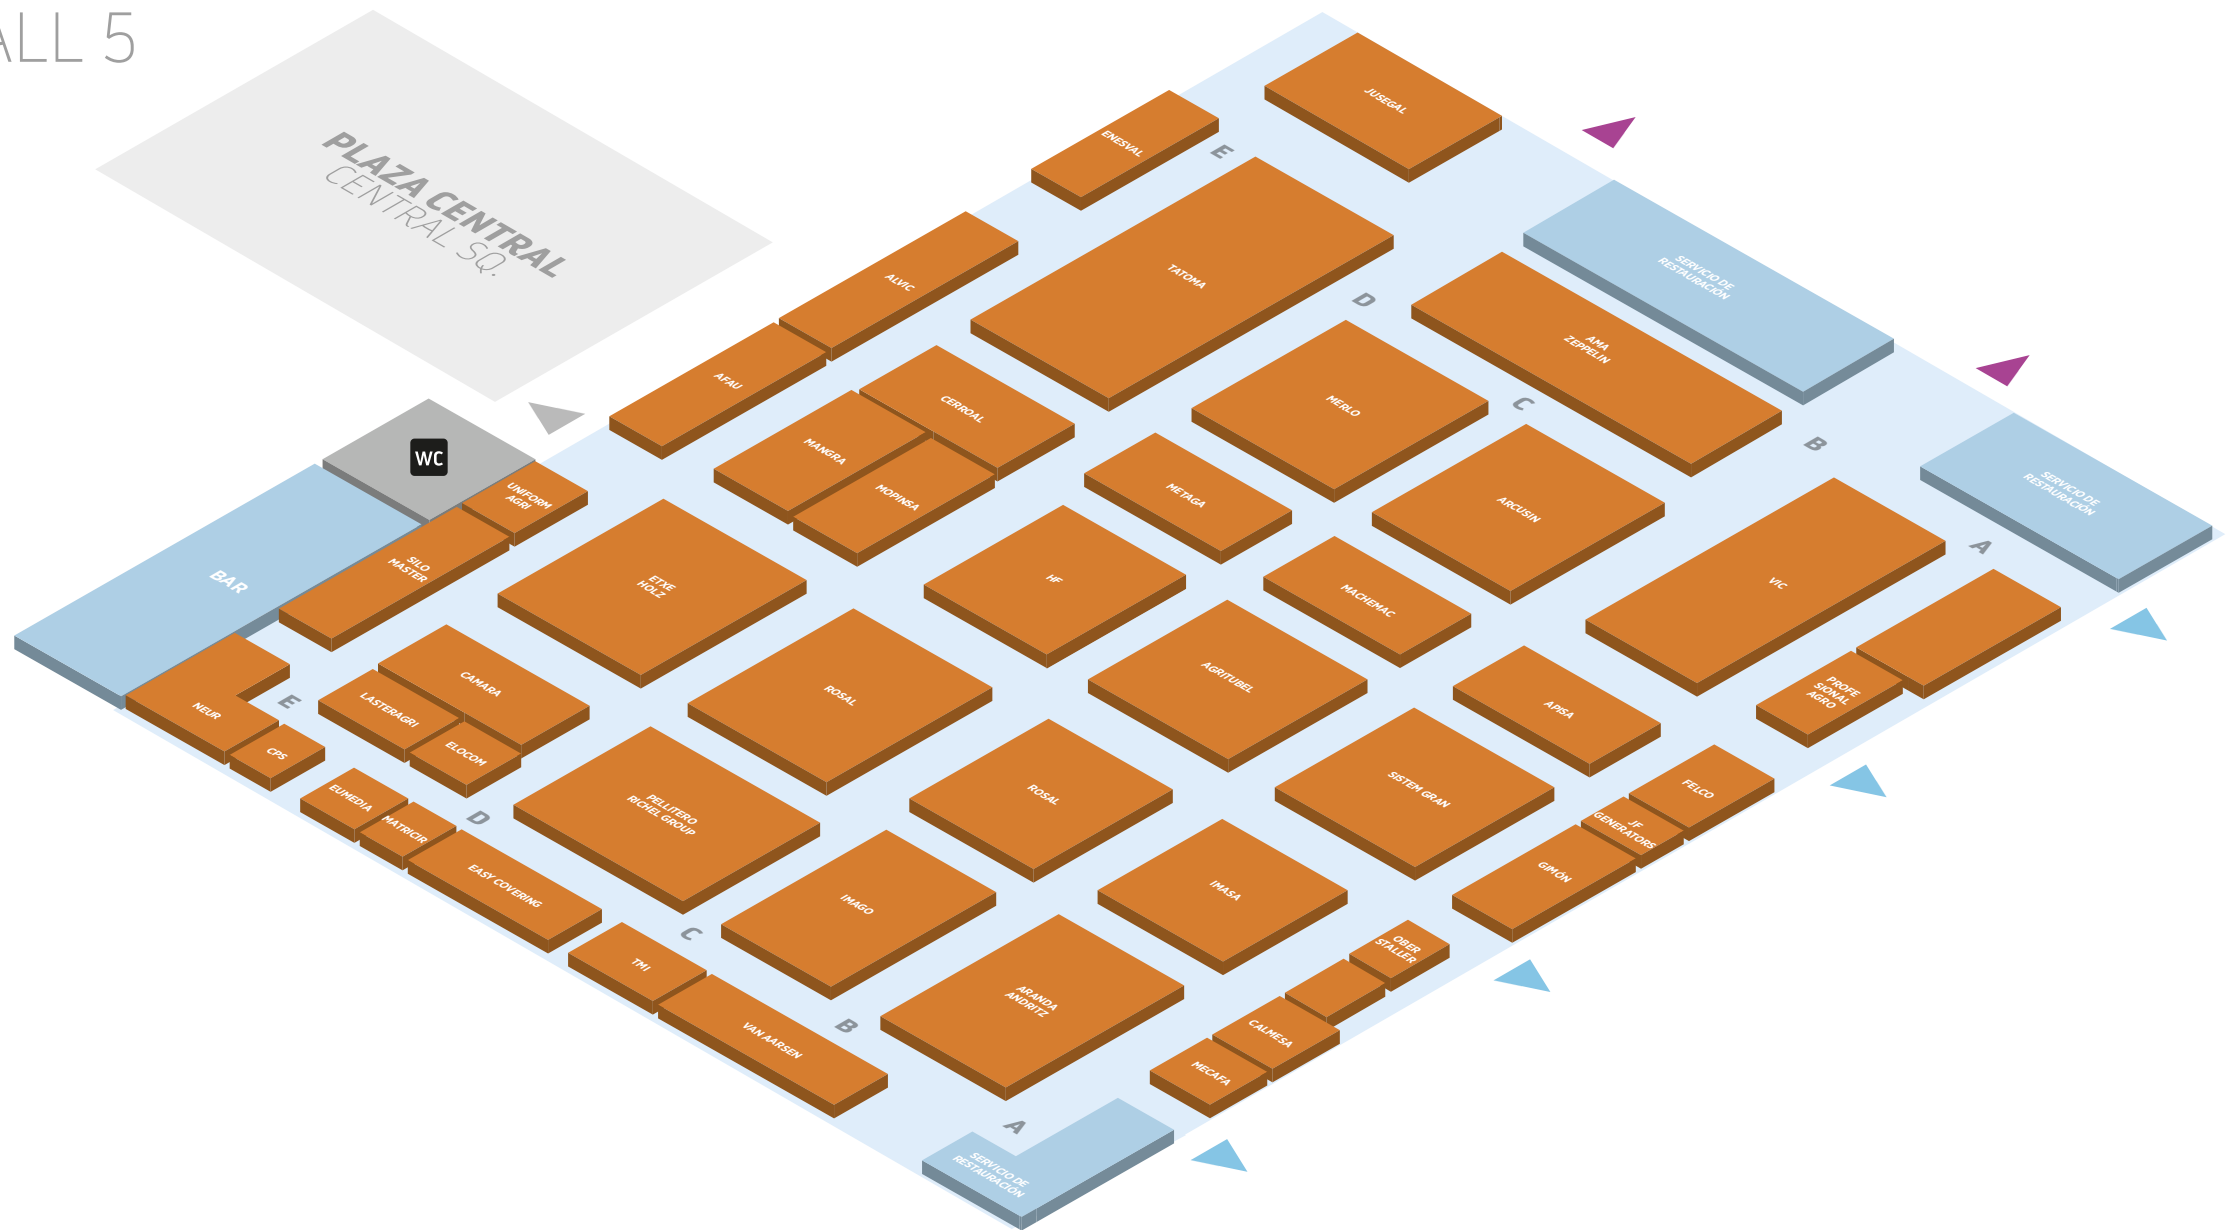 ALL 5
PLAZA CENTRAL
CENTRAL SQ.
JUSEGAL
ENESVAL
E
TATOMA
ALVIC
AFAU
D
SERVICIO DE
RESTAURACIÓN
AMA
ZEPPELIN
MERLO
C
CERROAL
MANGRA
MOPINSA
METAGA
ARCUSIN
B
SERVICIO DE
RESTAURACIÓN
A
VIC
WC
UNIFORM
AGRI
SILO
MASTER
BAR
ETXE
HOLZ
HF
MACHEMAC
AGRITUBEL
APISA
PROFE
SIONAL
AGRO
ROSAL
CAMARA
LASTERAGRI
ELOCOM
NEUR
E
CPS
EUMEDIA
MATRICIR
D
EASY COVERING
PELLITERO
RICHEL GROUP
ROSAL
SISTEM GRAN
FELCO
JF
GENERATORS
GIMÓN
IMASA
IMAGO
C
TMI
VAN AARSEN
B
ARANDA
ANDRITZ
OBER
STALLER
CALMESA
MECAFA
A
SERVICIO DE
RESTAURACIÓN